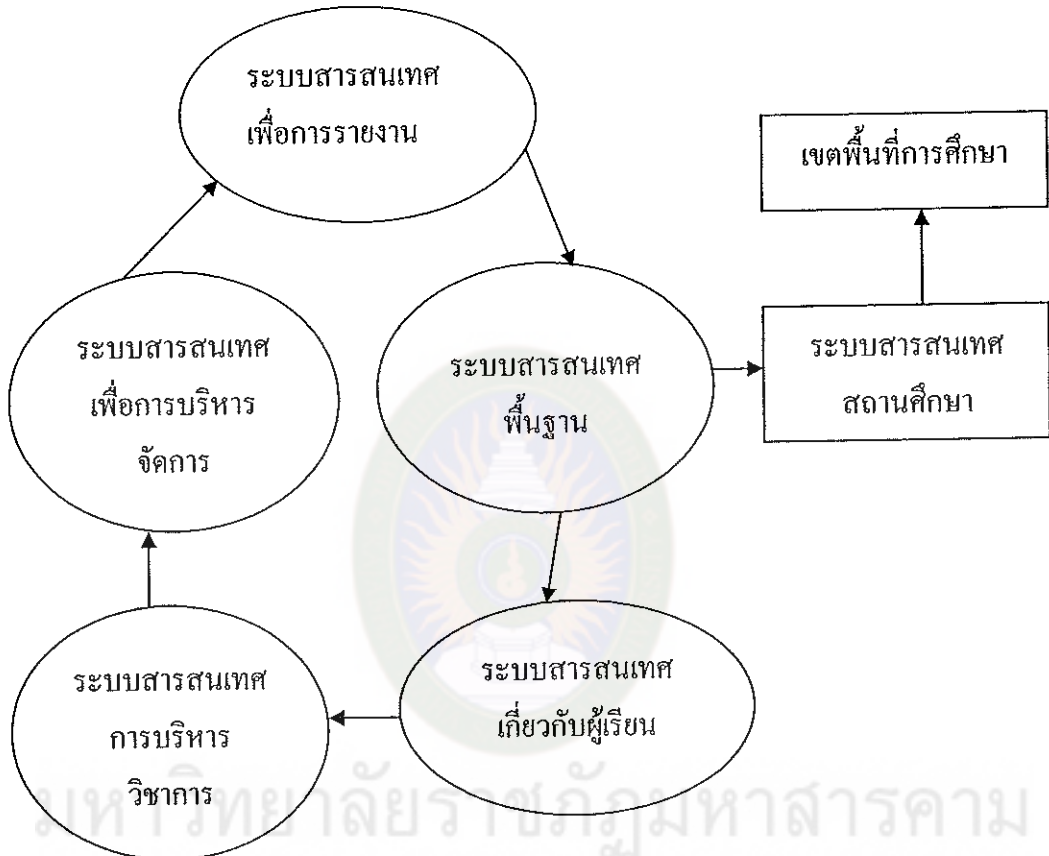 ระบบสารสนเทศ
เพื่อการรายงาน
เขตพื้นที่การศึกษา
ระบบสารสนเทศ
เพื่อการบริหาร
จัดการ
ระบบสารสนเทศ
พื้นฐาน
ระบบสารสนเทศ
สถานศึกษา
ระบบสารสนเทศ
การบริหาร
วิชาการ
ระบบสารสนเทศ
เกี่ยวกับผู้เรียน
มหาวิทยาลัยราชภัฏมหาสารคาม